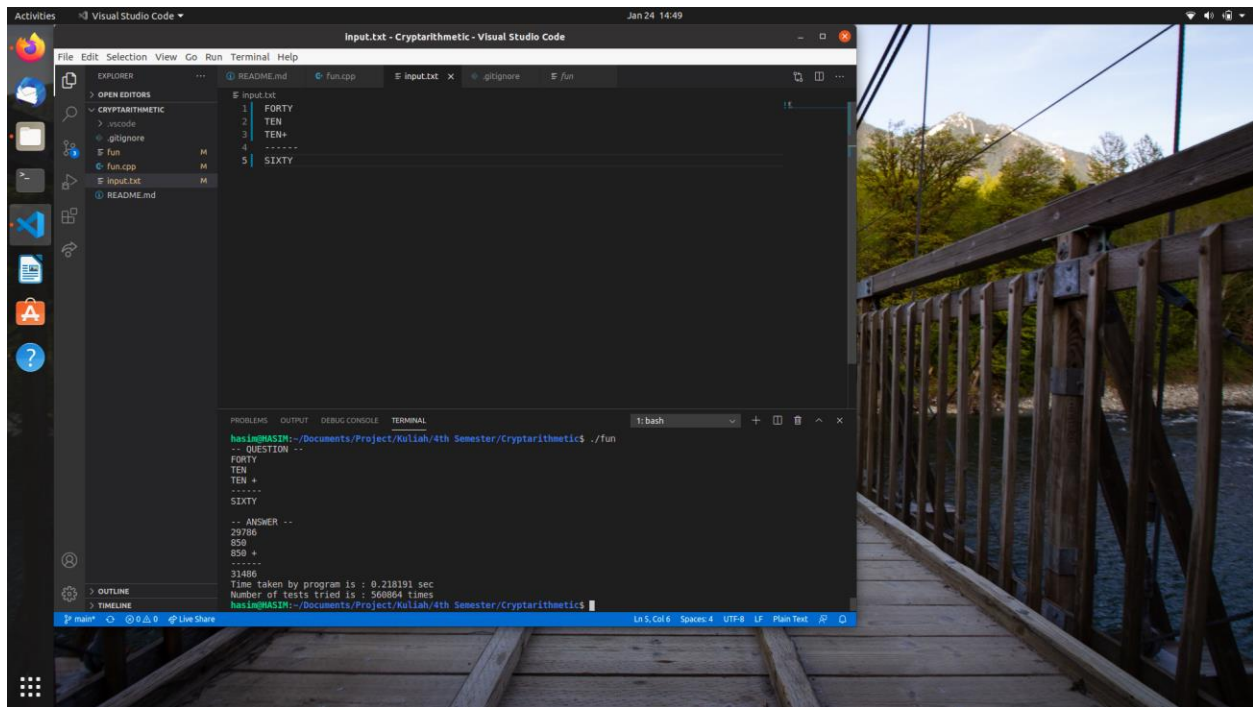 Activities Visual Studio Code Jan 24 14:49
input.txt - Cryptarithmetic - Visual Studio Code
File Edit Selection View Go Run Terminal Help
EXPLORER
OPEN EDITORS
CRYPTARITHMETIC
.vscode
.gitignore
fun M
fun.cpp M
input.txt M
README.md
OUTLINE
TIMELINE
README.md fun.cpp input.txt .gitignore fun
input.txt
1 FORTY
2 TEN
3 TEN+
4 ------
5 SIXTY
PROBLEMS OUTPUT DEBUG CONSOLE TERMINAL 1: bash
hasim@HASIM:~/Documents/Project/Kuliah/4th Semester/Cryptarithmetic$ ./fun
-- QUESTION --
FORTY
TEN
TEN +
------
SIXTY
-- ANSWER --
29786
850
850 +
------
31486
Time taken by program is : 0.218191 sec
Number of tests tried is : 560864 times
hasim@HASIM:~/Documents/Project/Kuliah/4th Semester/Cryptarithmetic$
main* 0 0 Live Share Ln 5, Col 6 Spaces: 4 UTF-8 LF Plain Text